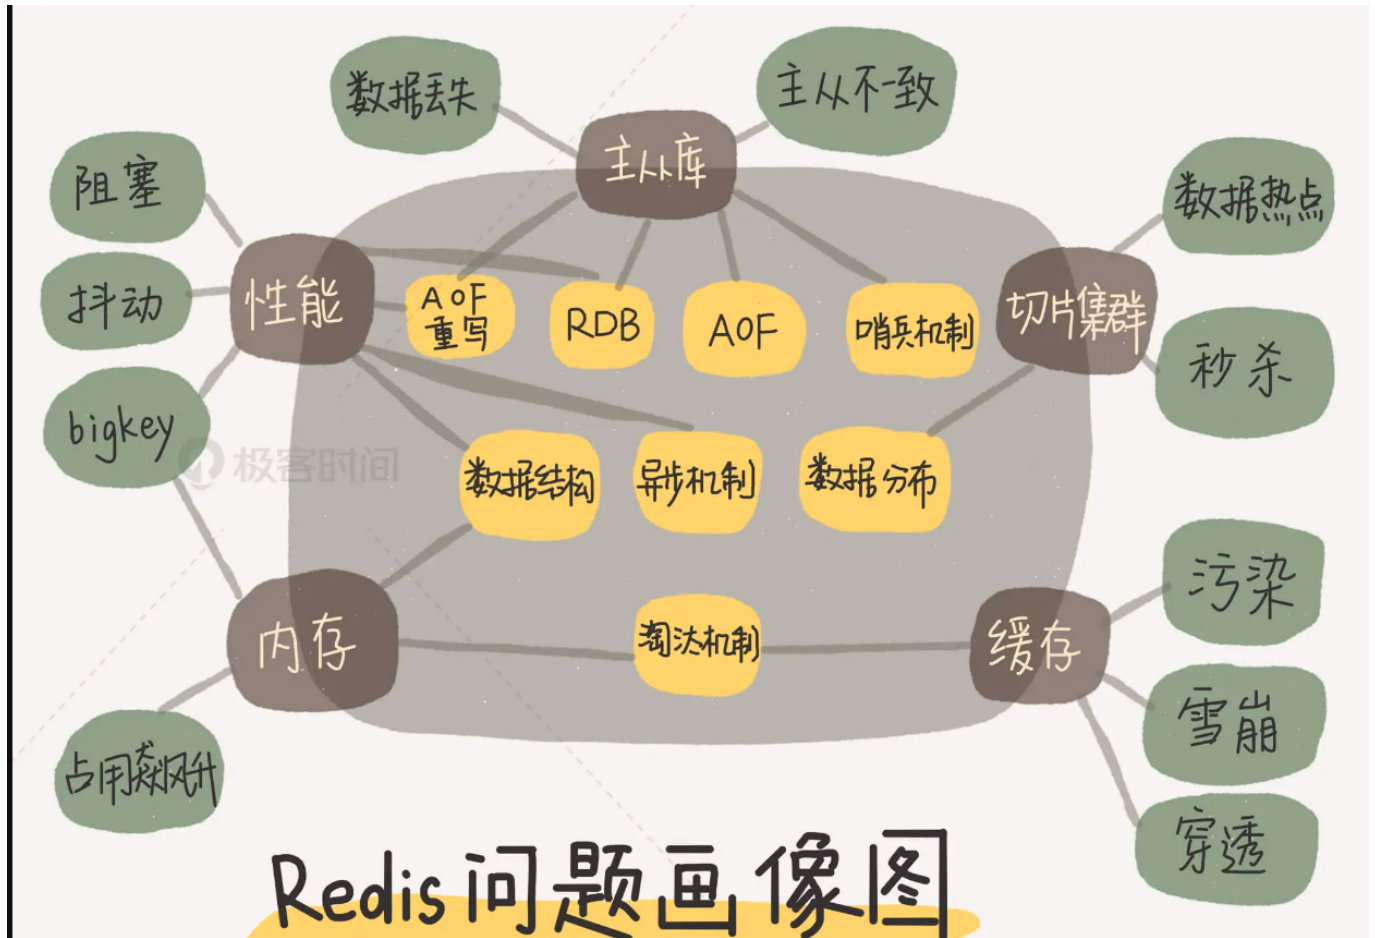 数据丢失
主从不一致
主从库
阻塞
数据热点
抖动
性能
切片集群
AOF
重写
RDB
AOF
哨兵机制
秒杀
bigkey
极客时间
数据结构
异步机制
数据分布
污染
内存
淘汰机制
缓存
雪崩
占用飙升
穿透
Redis问题画像图